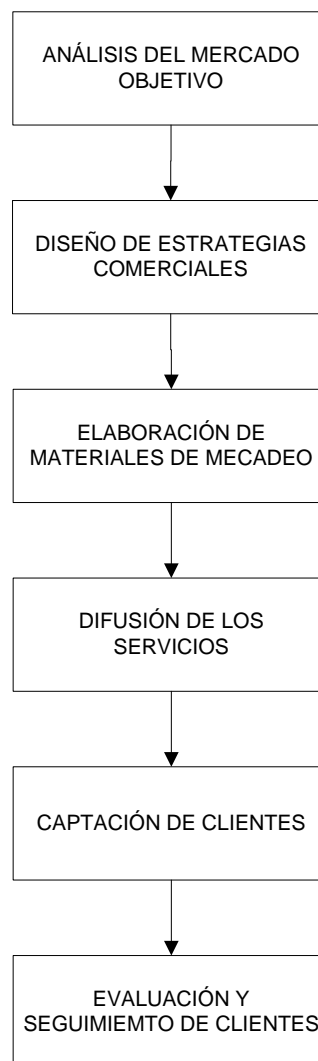 ANÁLISIS DEL MERCADO
OBJETIVO
DISEÑO DE ESTRATEGIAS
COMERCIALES
ELABORACIÓN DE
MATERIALES DE MECADEO
DIFUSIÓN DE LOS
SERVICIOS
CAPTACIÓN DE CLIENTES
EVALUACIÓN Y
SEGUIMIEMTO DE CLIENTES